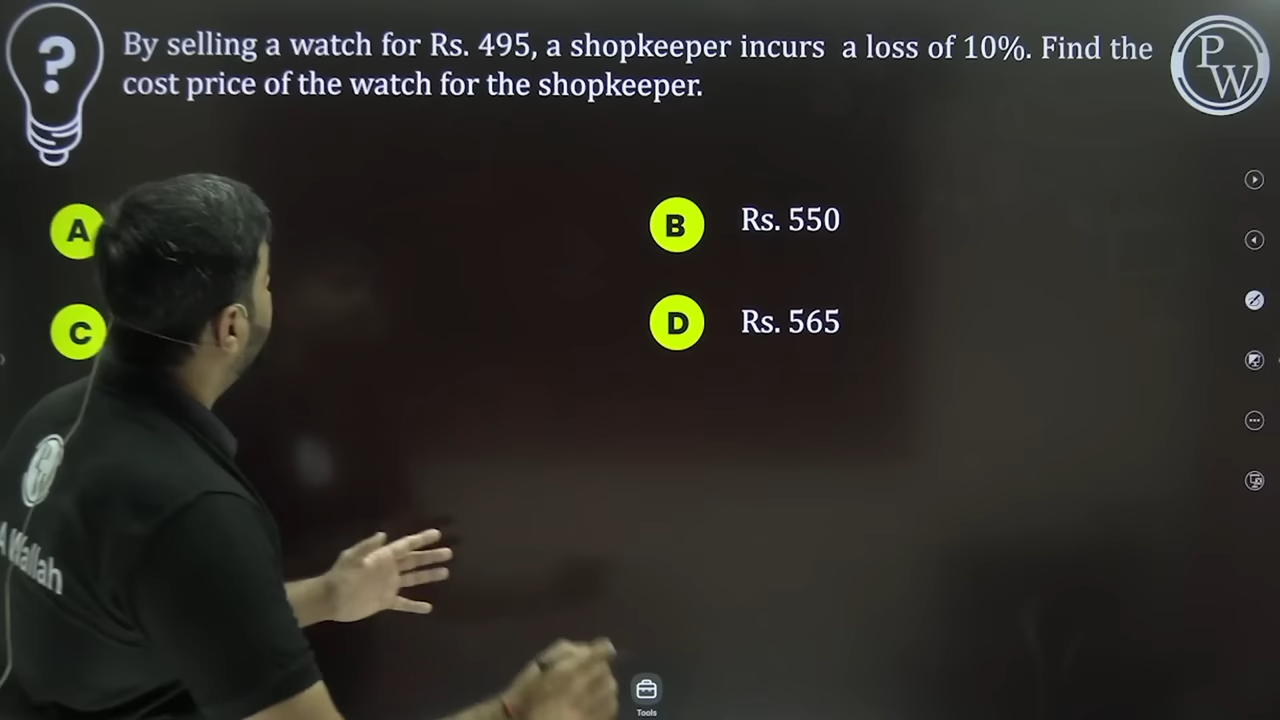 ?
By selling a watch for Rs. 495, a shopkeeper incurs a loss of 10%. Find the
cost price of the watch for the shopkeeper.
PW
A
B Rs. 550
C
D Rs. 565
Wallah
Tools